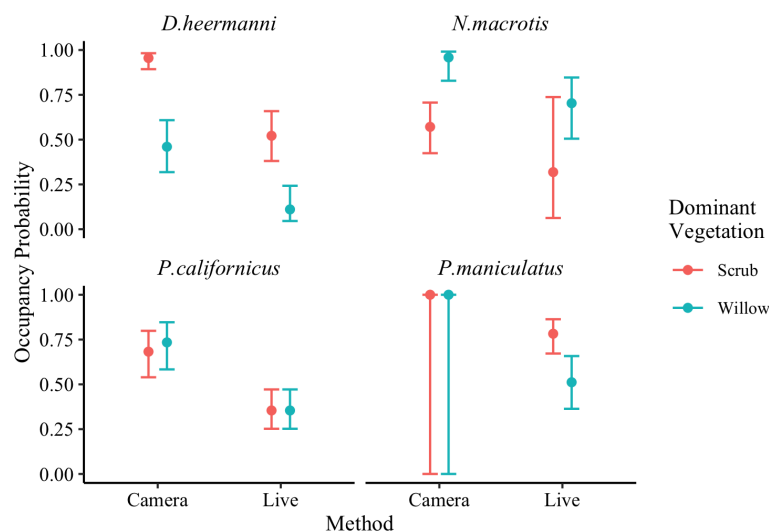 D.heermanni
N.macrotis
1.00
0.75
0.50
0.25
0.00
P.californicus
P.maniculatus
1.00
0.75
0.50
0.25
0.00
Camera
Live
Camera
Live
Method
Occupancy Probability
Dominant
Vegetation
Scrub
Willow